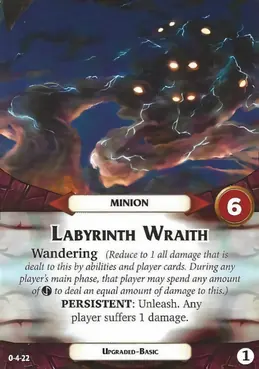 MINION
6
LABYRINTH WRAITH
Wandering (Reduce to 1 all damage that is
dealt to this by abilities and player cards. During any
player's main phase, that player may spend any amount
of to deal an equal amount of damage to this.)
PERSISTENT: Unleash. Any
player suffers 1 damage.
0-4-22
UPGRADED-BASIC
1